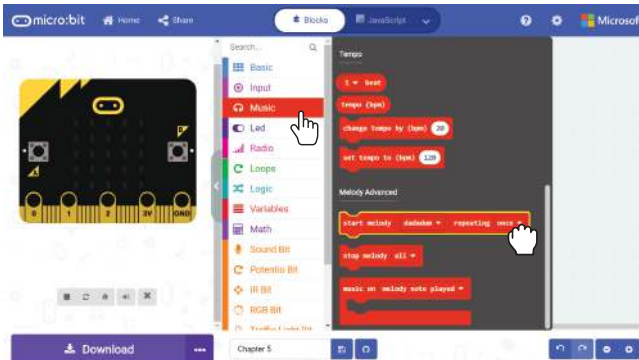 micro:bit Home Share Blocks JavaScript Microsof
Search...
Basic
Input
Music
Led
Radio
Loops
Logic
Variables
Math
Sound Bit
Potentio Bit
IR Bit
RGB Bit
Traffic Light Bit
Tempo
1 beat
tempo (bpm)
change tempo by (bpm) 20
set tempo to (bpm) 120
Melody Advanced
start melody dadadum repeating once
stop melody all
music on melody note played
A
B
0 1 2 3V GND
Download
Chapter 5